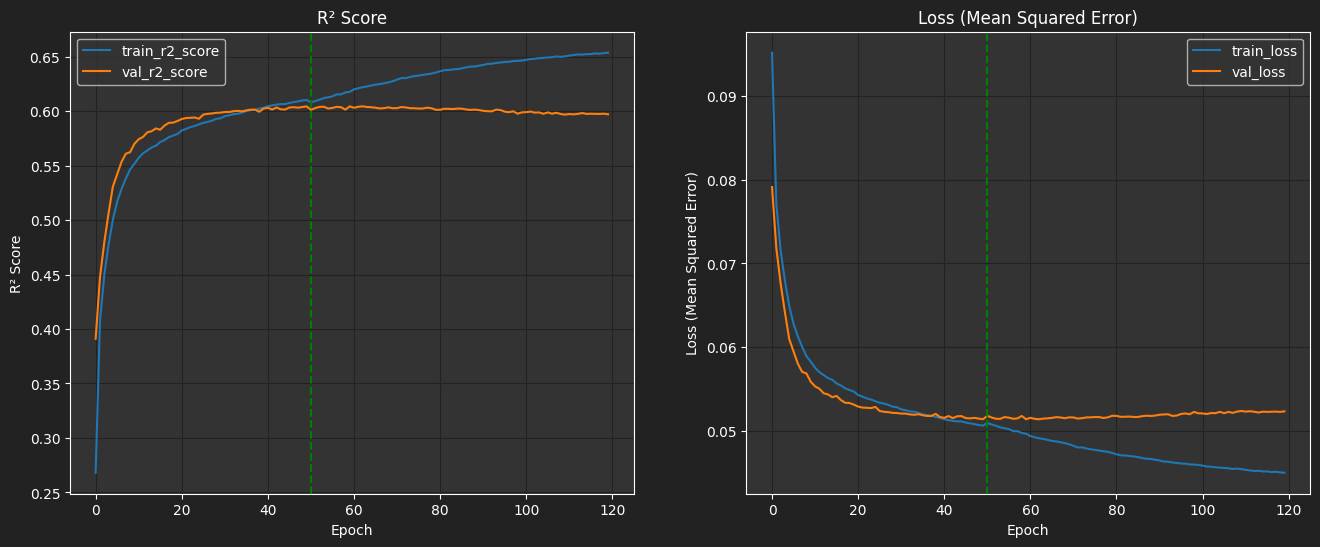 R² Score
train_r2_score
val_r2_score
R² Score
0.65
0.60
0.55
0.50
0.45
0.40
0.35
0.30
0.25
0 20 40 60 80 100 120
Epoch
Loss (Mean Squared Error)
train_loss
val_loss
Loss (Mean Squared Error)
0.09
0.08
0.07
0.06
0.05
0 20 40 60 80 100 120
Epoch